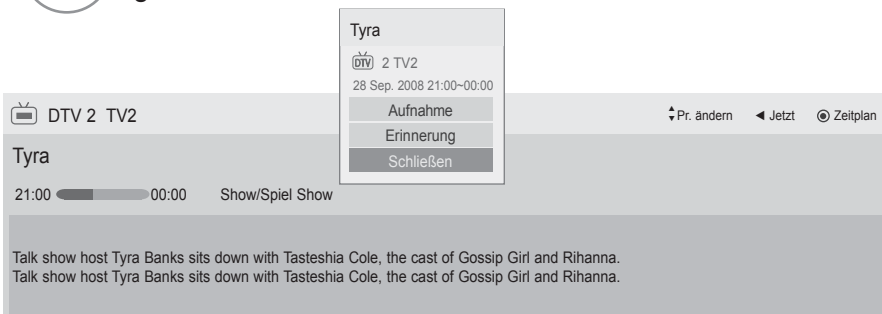 Tyra
DTV 2 TV2
28 Sep. 2008 21:00~00:00
Aufnahme
Erinnerung
Schließen
DTV 2 TV2
Pr. ändern ◄ Jetzt Zeitplan
Tyra
21:00 00:00 Show/Spiel Show
Talk show host Tyra Banks sits down with Tasteshia Cole, the cast of Gossip Girl and Rihanna.
Talk show host Tyra Banks sits down with Tasteshia Cole, the cast of Gossip Girl and Rihanna.